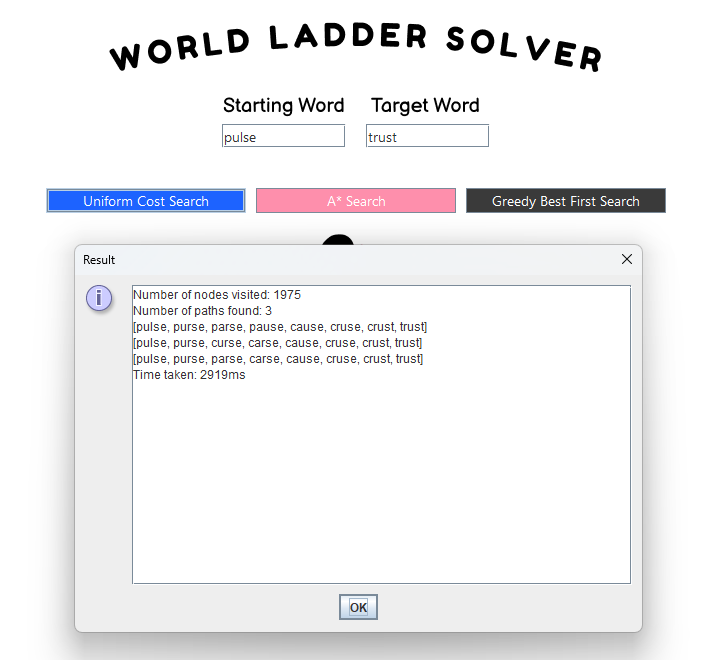 WORLD LADDER SOLVER
Starting Word Target Word
pulse trust
Uniform Cost Search A* Search Greedy Best First Search
Result
Number of nodes visited: 1975
Number of paths found: 3
[pulse, purse, parse, pause, cause, cruse, crust, trust]
[pulse, purse, curse, carse, cause, cruse, crust, trust]
[pulse, purse, parse, carse, cause, cruse, crust, trust]
Time taken: 2919ms
OK